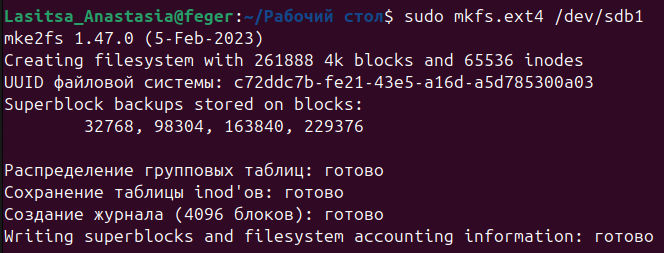 Lasitsa_Anastasia@feger:~/Рабочий стол$ sudo mkfs.ext4 /dev/sdb1
mke2fs 1.47.0 (5-Feb-2023)
Creating filesystem with 261888 4k blocks and 65536 inodes
UUID файловой системы: c72ddc7b-fe21-43e5-a16d-a5d785300a03
Superblock backups stored on blocks:
32768, 98304, 163840, 229376
Распределение групповых таблиц: готово
Сохранение таблицы inod'ов: готово
Создание журнала (4096 блоков): готово
Writing superblocks and filesystem accounting information: готово